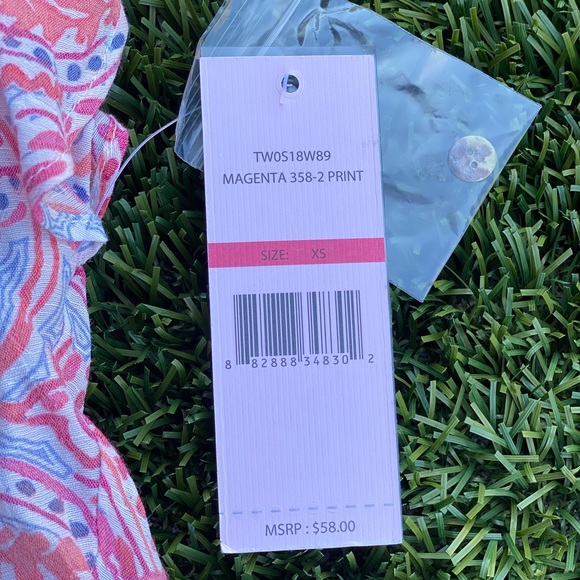 TW0S18W89
MAGENTA 358-2 PRINT
SIZE: XS
8 82888 34830 2
MSRP : $58.00